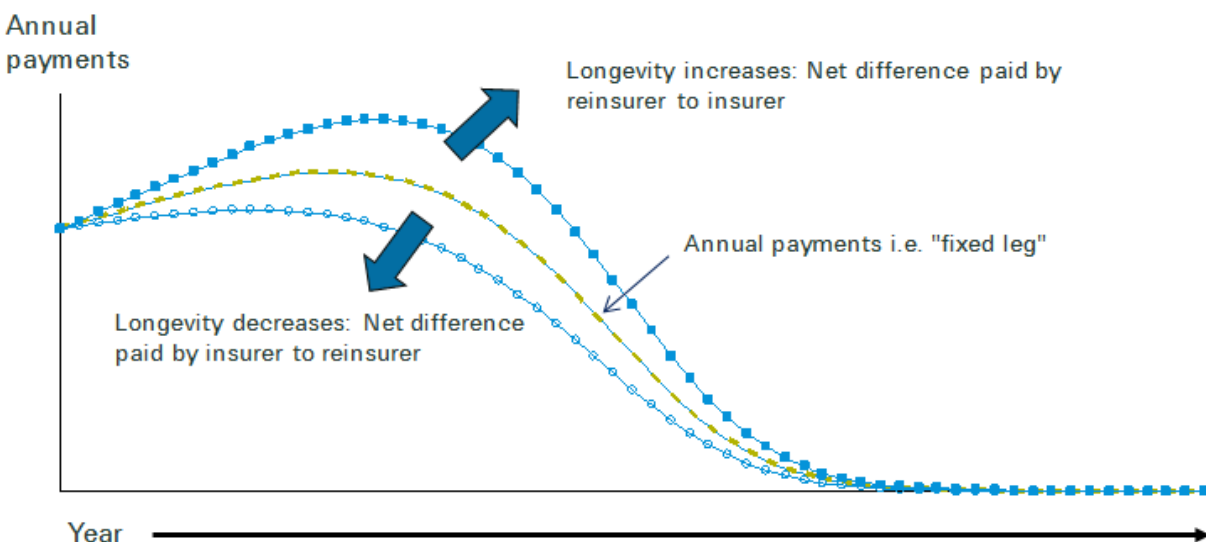 Annual
payments
Longevity increases: Net difference paid by
reinsurer to insurer
Annual payments i.e. "fixed leg"
Longevity decreases: Net difference
paid by insurer to reinsurer
Year